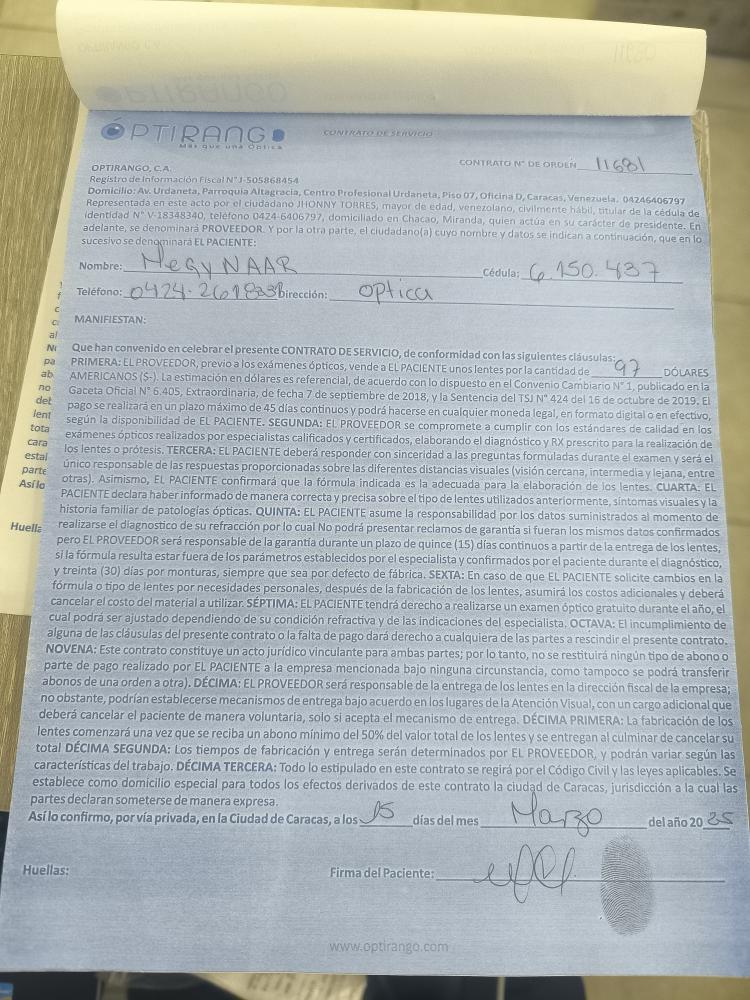 ÓPTIRANGO
Más que una Óptica
CONTRATO DE SERVICIO
CONTRATO N° DE ORDEN 11681
OPTIRANGO, C.A.
Registro de Información Fiscal N°J-505868454
Domicilio: Av. Urdaneta, Parroquia Altagracia, Centro Profesional Urdaneta, Piso 07, Oficina D, Caracas, Venezuela. 04246406797
Representada en este acto por el ciudadano JHONNY TORRES, mayor de edad, venezolano, civilmente hábil, titular de la cédula de
identidad N° V-18348340, teléfono 0424-6406797, domiciliado en Chacao, Miranda, quien actúa en su carácter de presidente. En
adelante, se denominará PROVEEDOR. Y por la otra parte, el ciudadano(a) cuyo nombre y datos se indican a continuación, que en lo
sucesivo se denominará EL PACIENTE:
Nombre: Megy NAAR Cédula: 6.150.437
Teléfono: Dirección: optica
MANIFIESTAN:
Que han convenido en celebrar el presente CONTRATO DE SERVICIO, de conformidad con las siguientes cláusulas:
PRIMERA: EL PROVEEDOR, previo a los exámenes ópticos, vende a EL PACIENTE unos lentes por la cantidad de 97 DÓLARES
AMERICANOS (S-). La estimación en dólares es referencial, de acuerdo con lo dispuesto en el Convenio Cambiario N° 1, publicado en la
Gaceta Oficial N° 6.405, Extraordinaria, de fecha 7 de septiembre de 2018, y la Sentencia del TSJ N° 424 del 16 de octubre de 2019. El
pago se realizará en un plazo máximo de 45 días continuos y podrá hacerse en cualquier moneda legal, en formato digital o en efectivo,
según la disponibilidad de EL PACIENTE. SEGUNDA: EL PROVEEDOR se compromete a cumplir con los estándares de calidad en los
exámenes ópticos realizados por especialistas calificados y certificados, elaborando el diagnóstico y RX prescrito para la realización de
los lentes o prótesis. TERCERA: EL PACIENTE deberá responder con sinceridad a las preguntas formuladas durante el examen y será el
único responsable de las respuestas proporcionadas sobre las diferentes distancias visuales (visión cercana, intermedia y lejana, entre
otras). Asimismo, EL PACIENTE confirmará que la fórmula indicada es la adecuada para la elaboración de los lentes. CUARTA: EL
PACIENTE declara haber informado de manera correcta y precisa sobre el tipo de lentes utilizados anteriormente, síntomas visuales y la
historia familiar de patologías ópticas. QUINTA: EL PACIENTE asume la responsabilidad por los datos suministrados al momento de
realizarse el diagnostico de su refracción por lo cual No podrá presentar reclamos de garantía si fueran los mismos datos confirmados
pero EL PROVEEDOR será responsable de la garantía durante un plazo de quince (15) días continuos a partir de la entrega de los lentes,
si la fórmula resulta estar fuera de los parámetros establecidos por el especialista y confirmados por el paciente durante el diagnóstico,
y treinta (30) días por monturas, siempre que sea por defecto de fábrica. SEXTA: En caso de que EL PACIENTE solicite cambios en la
fórmula o tipo de lentes por necesidades personales, después de la fabricación de los lentes, asumirá los costos adicionales y deberá
cancelar el costo del material a utilizar. SÉPTIMA: EL PACIENTE tendrá derecho a realizarse un examen óptico gratuito durante el año, el
cual podrá ser ajustado dependiendo de su condición refractiva y de las indicaciones del especialista. OCTAVA: El incumplimiento de
alguna de las cláusulas del presente contrato o la falta de pago dará derecho a cualquiera de las partes a rescindir el presente contrato.
NOVENA: Este contrato constituye un acto jurídico vinculante para ambas partes; por lo tanto, no se restituirá ningún tipo de abono o
parte de pago realizado por EL PACIENTE a la empresa mencionada bajo ninguna circunstancia, como tampoco se podrá transferir
abonos de una orden a otra). DÉCIMA: EL PROVEEDOR será responsable de la entrega de los lentes en la dirección fiscal de la empresa;
no obstante, podrían establecerse mecanismos de entrega bajo acuerdo en los lugares de la Atención Visual, con un cargo adicional que
deberá cancelar el paciente de manera voluntaria, solo si acepta el mecanismo de entrega. DÉCIMA PRIMERA: La fabricación de los
lentes comenzará una vez que se reciba un abono mínimo del 50% del valor total de los lentes y se entregan al culminar de cancelar su
total DÉCIMA SEGUNDA: Los tiempos de fabricación y entrega serán determinados por EL PROVEEDOR, y podrán variar según las
características del trabajo. DÉCIMA TERCERA: Todo lo estipulado en este contrato se regirá por el Código Civil y las leyes aplicables. Se
establece como domicilio especial para todos los efectos derivados de este contrato la ciudad de Caracas, jurisdicción a la cual las
partes declaran someterse de manera expresa.
Así lo confirmo, por vía privada, en la Ciudad de Caracas, a los 15 días del mes Marzo del año 20 25
Huellas: Firma del Paciente:
www.optirango.com